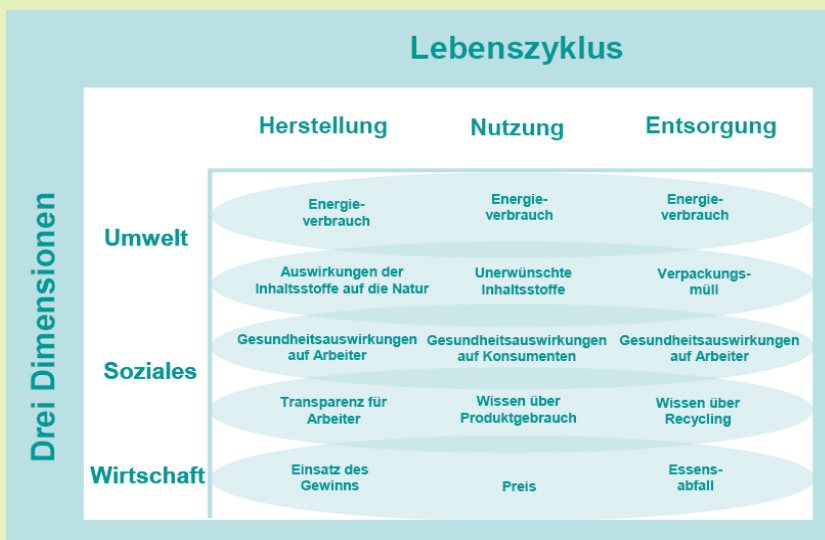 Lebenszyklus
Drei Dimensionen
Herstellung
Nutzung
Entsorgung
Umwelt
Energie-
verbrauch
Energie-
verbrauch
Energie-
verbrauch
Auswirkungen der
Inhaltsstoffe auf die Natur
Unerwünschte
Inhaltsstoffe
Verpackungs-
müll
Soziales
Gesundheitsauswirkungen
auf Arbeiter
Gesundheitsauswirkungen
auf Konsumenten
Gesundheitsauswirkungen
auf Arbeiter
Transparenz für
Arbeiter
Wissen über
Produktgebrauch
Wissen über
Recycling
Wirtschaft
Einsatz des
Gewinns
Preis
Essens-
abfall